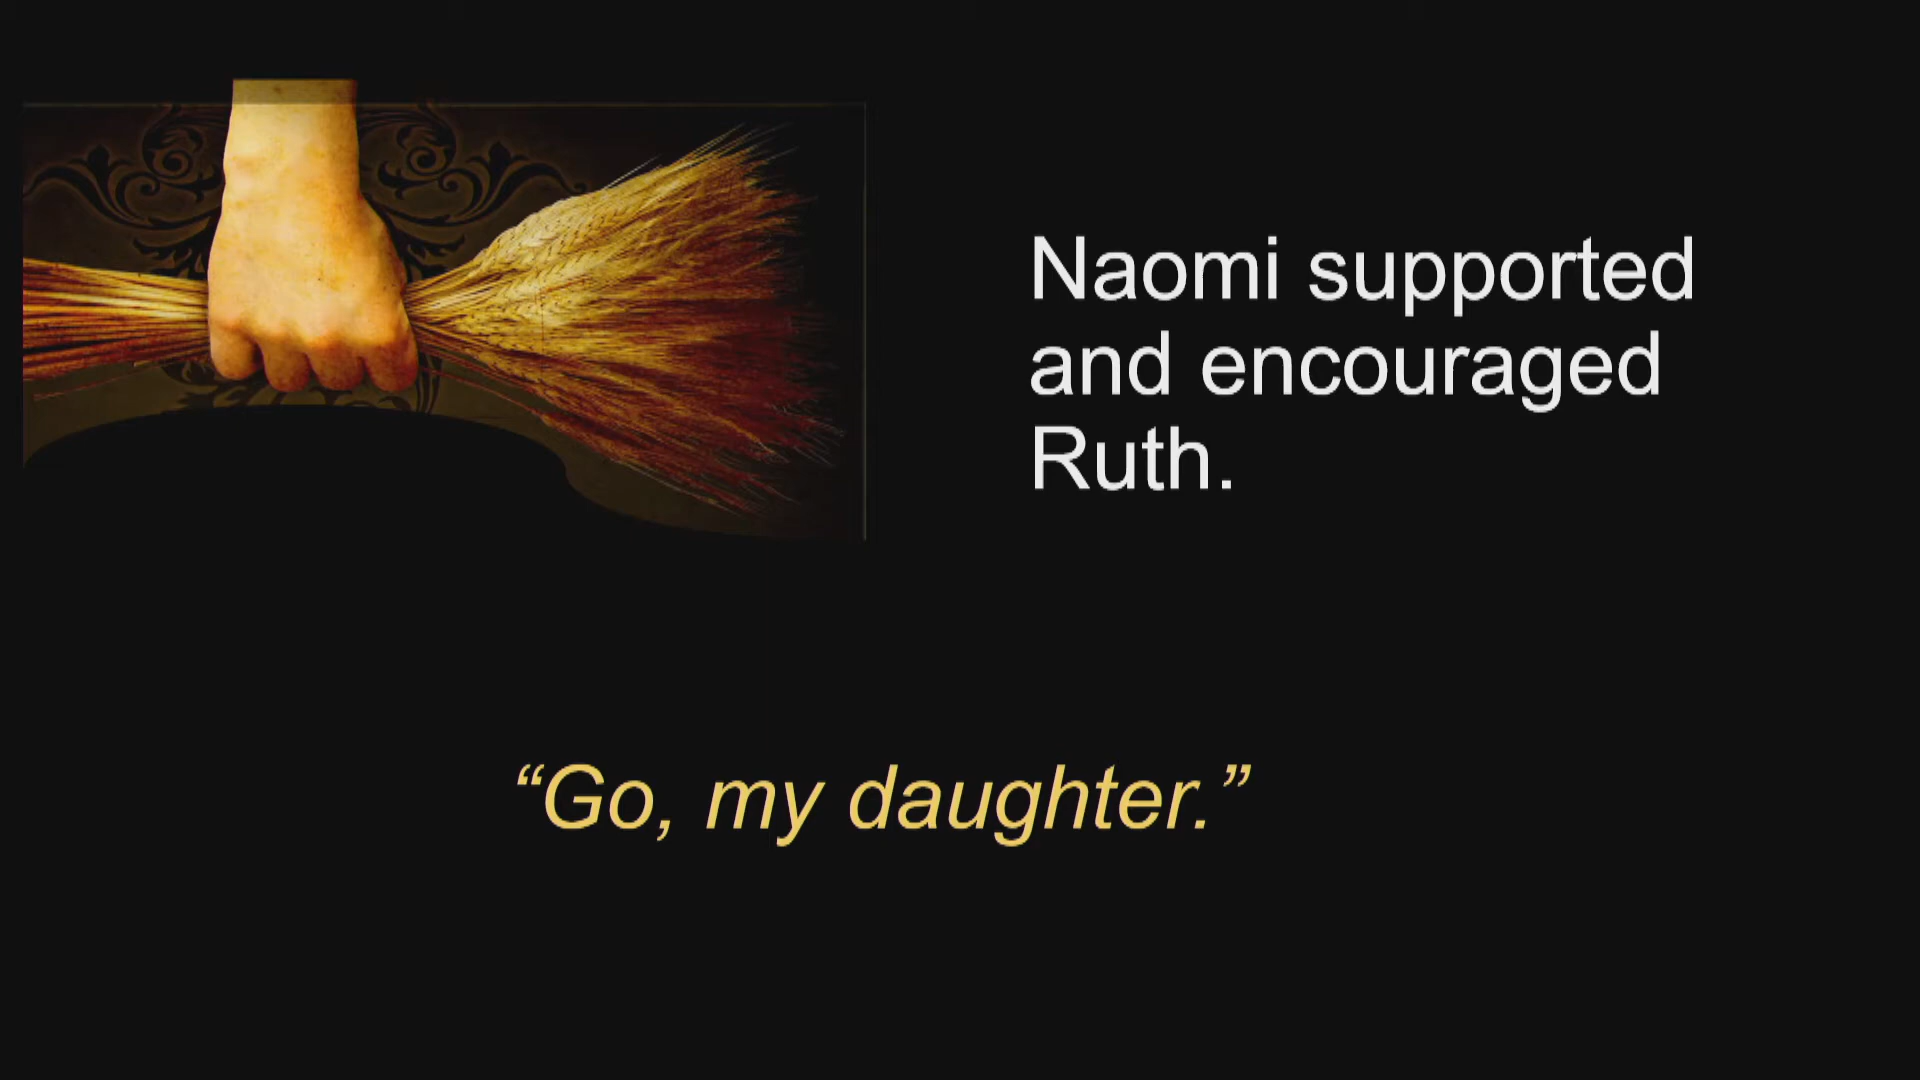 Naomi supported
and encouraged
Ruth.
“Go, my daughter.”